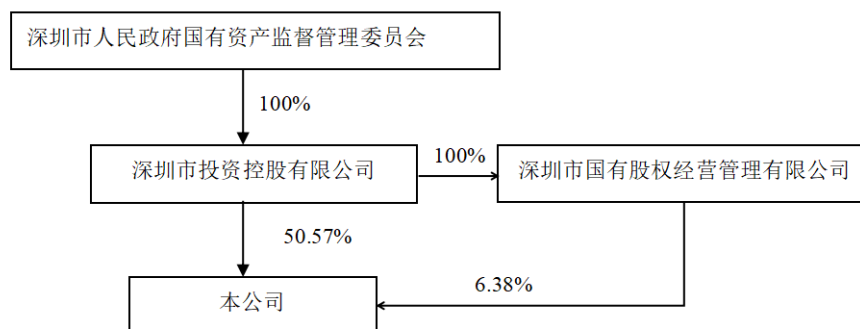 深圳市人民政府国有资产监督管理委员会
100%
深圳市投资控股有限公司
100%
深圳市国有股权经营管理有限公司
50.57%
6.38%
本公司